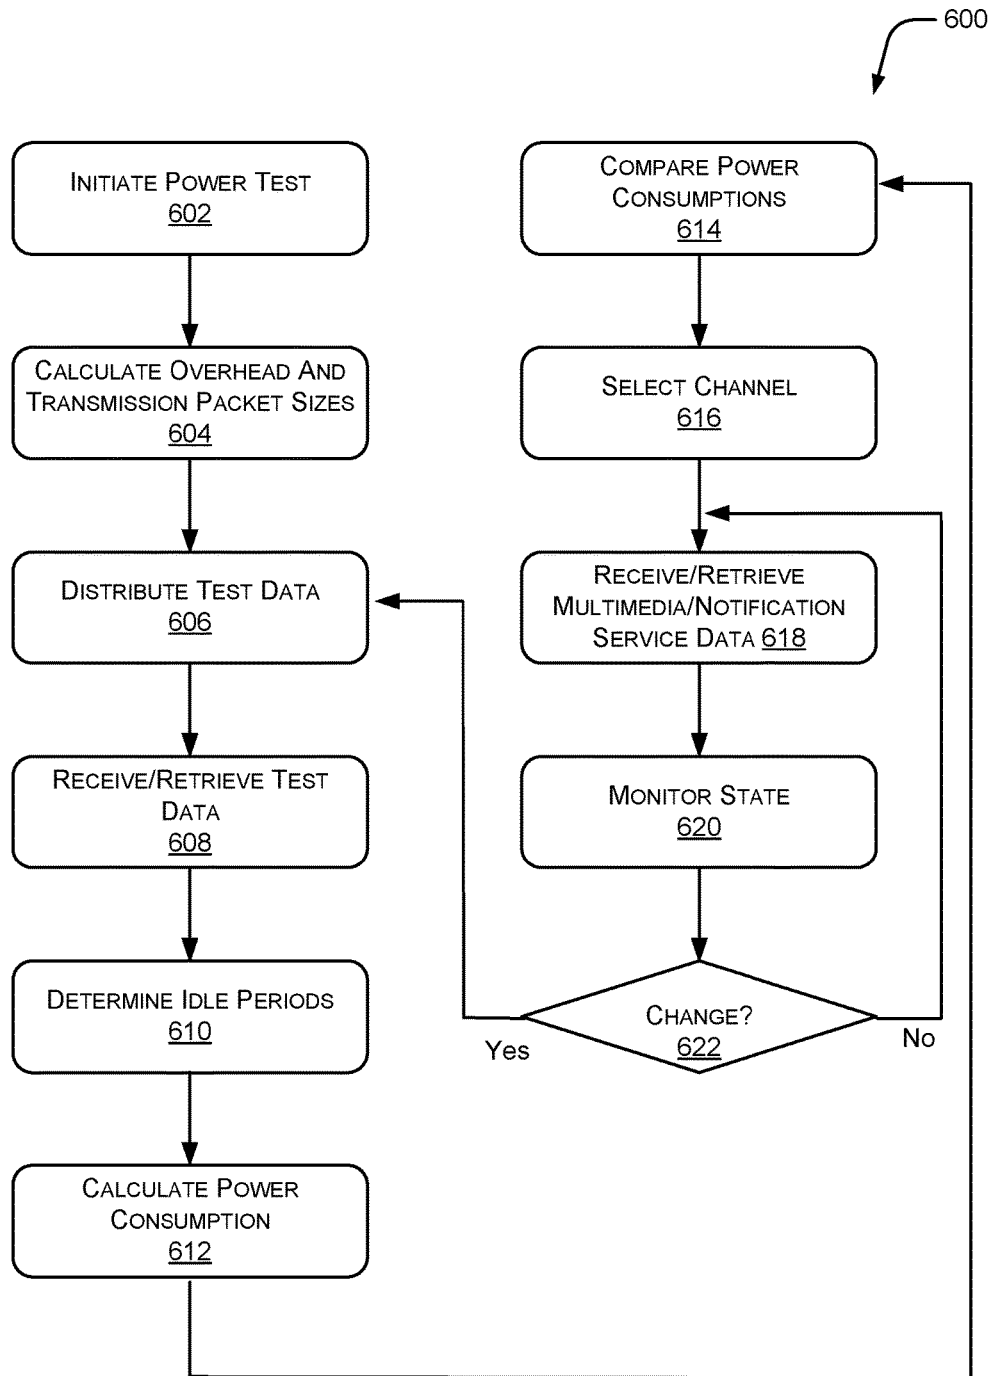 600
INITIATE POWER TEST
602
CALCULATE OVERHEAD AND
TRANSMISSION PACKET SIZES
604
DISTRIBUTE TEST DATA
606
RECEIVE/RETRIEVE TEST
DATA
608
DETERMINE IDLE PERIODS
610
CALCULATE POWER
CONSUMPTION
612
COMPARE POWER
CONSUMPTIONS
614
SELECT CHANNEL
616
RECEIVE/RETRIEVE
MULTIMEDIA/NOTIFICATION
SERVICE DATA 618
MONITOR STATE
620
CHANGE?
622
Yes
No